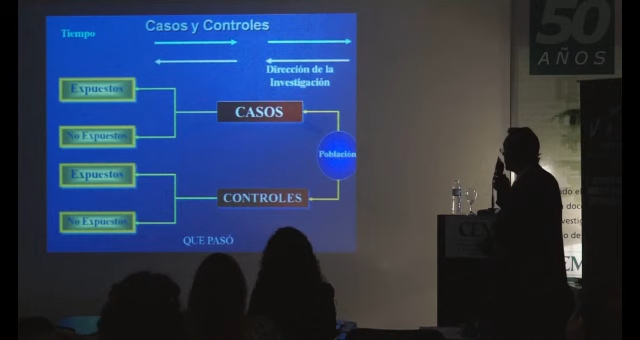 Casos y Controles
Tiempo
Dirección de la
Investigación
Expuestos
CASOS
No Expuestos
Población
Expuestos
CONTROLES
No Expuestos
QUE PASÓ
50
AÑOS